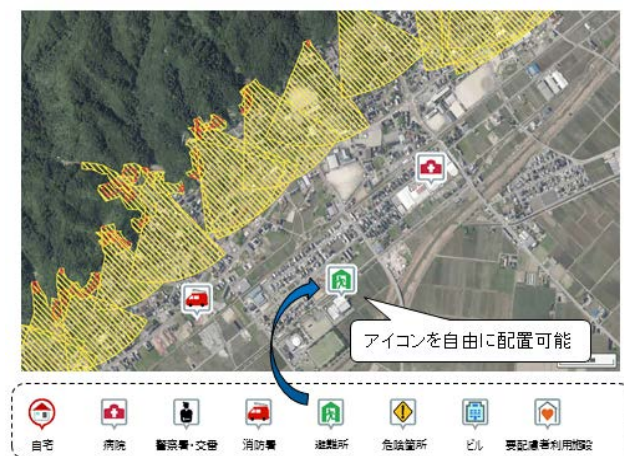 アイコンを自由に配置可能
自宅
病院
警察署・交番
消防署
避難所
危険箇所
ビル
要配慮者利用施設